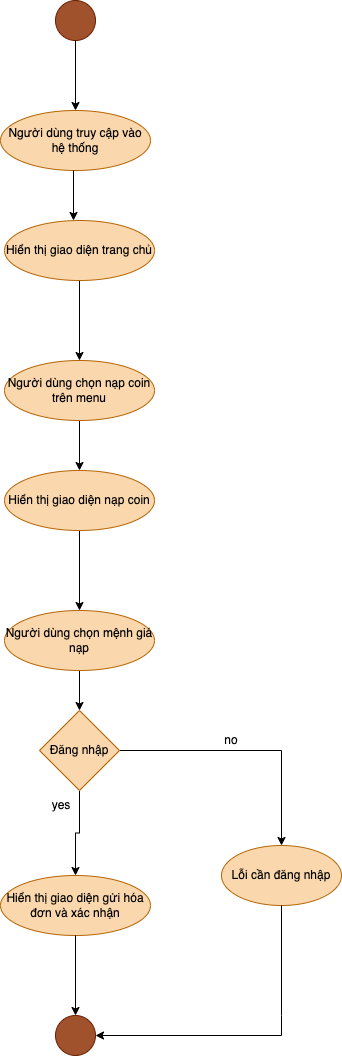 Người dùng truy cập vào
hệ thống
Hiển thị giao diện trang chủ
Người dùng chọn nạp coin
trên menu
Hiển thị giao diện nạp coin
Người dùng chọn mệnh giả
nạp
Đăng nhập
no
yes
Hiển thị giao diện gửi hóa
đơn và xác nhận
Lỗi cần đăng nhập